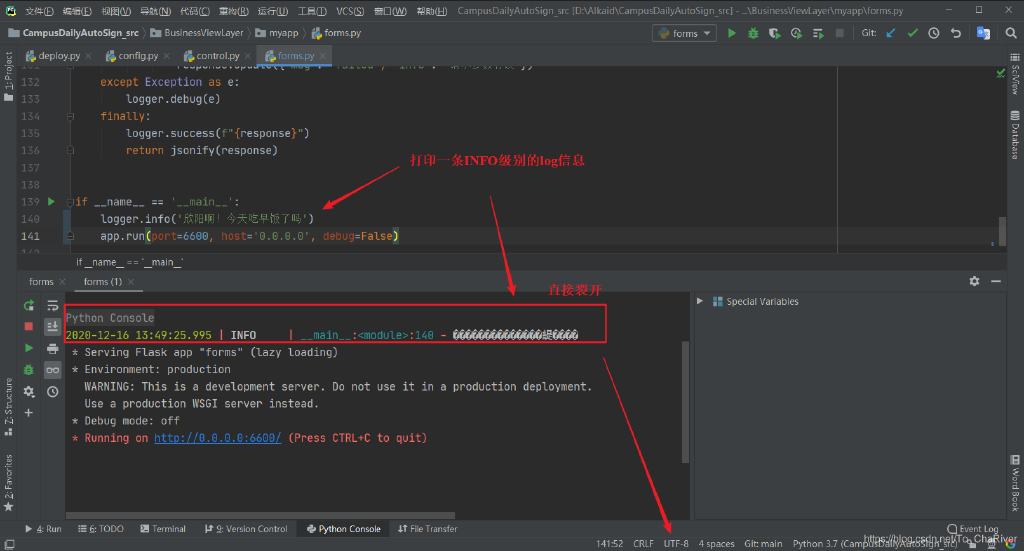 文件(F) 编辑(E) 视图(V) 导航(N) 代码(C) 重构(R) 运行(U) 工具(T) VCS(S) 窗口(W) 帮助(H) CampusDailyAutoSign_src [D:\Alkaid\CampusDailyAutoSign_src] - ...\BusinessViewLayer\myapp\forms.py
CampusDailyAutoSign_src BusinessViewLayer myapp forms.py forms Git:
deploy.py config.py control.py forms.py
1: Project
SciView
Database
132 except Exception as e:
133 logger.debug(e)
134 finally:
135 logger.success(f"{response}")
136 return jsonify(response)
137
138
打印一条INFO级别的log信息
139 if __name__ == '__main__':
140 logger.info('欣阳啊！今天吃早饭了吗')
141 app.run(port=6600, host='0.0.0.0', debug=False)
if __name__ == '__main__'
forms forms (1)
直接裂开
Special Variables
Python Console
2020-12-16 13:49:25.995 | INFO | __main__:<module>:140 - ������������������ 
* Serving Flask app "forms" (lazy loading)
* Environment: production
WARNING: This is a development server. Do not use it in a production deployment.
Use a production WSGI server instead.
* Debug mode: off
* Running on http://0.0.0.0:6600/ (Press CTRL+C to quit)
Z: Structure
2: Favorites
Word Book
4: Run 6: TODO Terminal 9: Version Control Python Console File Transfer Event Log
141:52 CRLF UTF-8 4 spaces Git: main Python 3.7 (CampusDailyAutoSign_src)
https://blog.csdn.net/To_ChaRiver